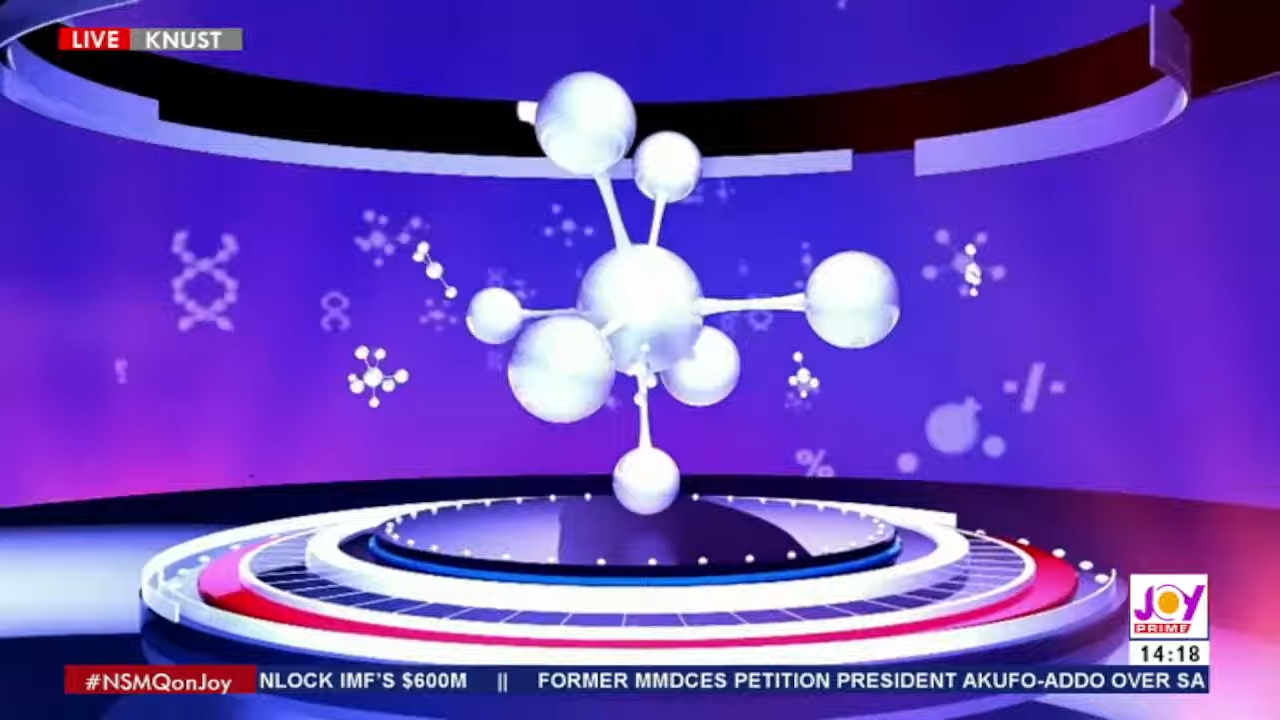 LIVE KNUST
JOY
PRIME
14:18
#NSMQonJoy NLOCK IMF'S $600M || FORMER MMDCES PETITION PRESIDENT AKUFO-ADDO OVER SA
%